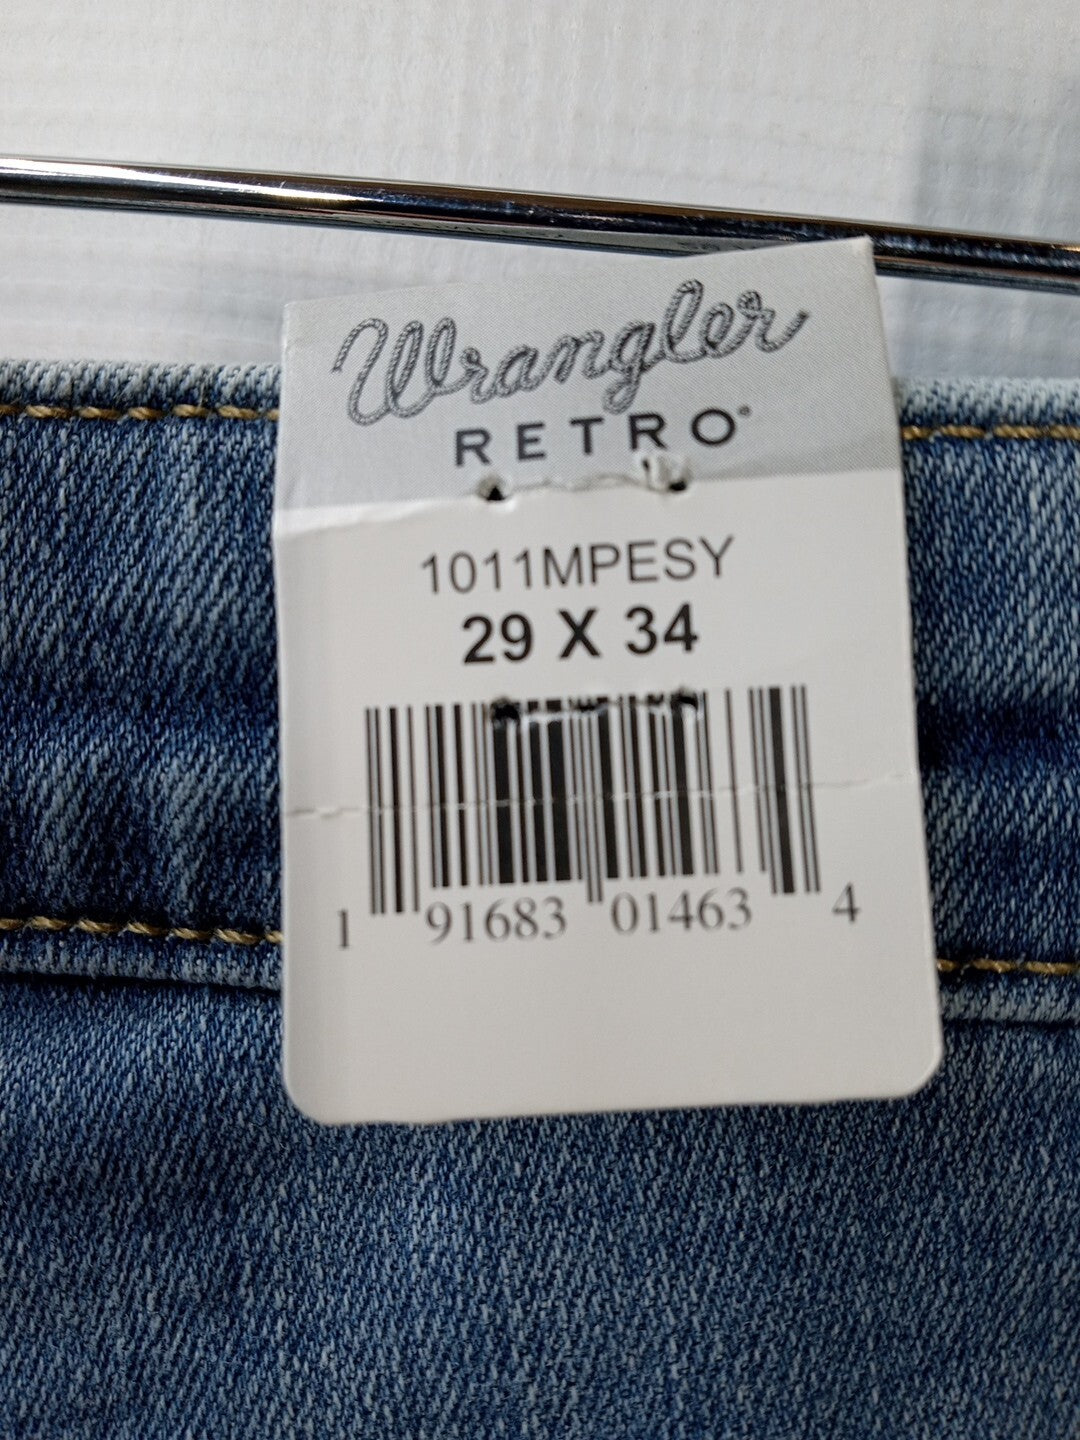 Wrangler
RETRO®
1011MPESY
29 X 34
1 91683 01463 4